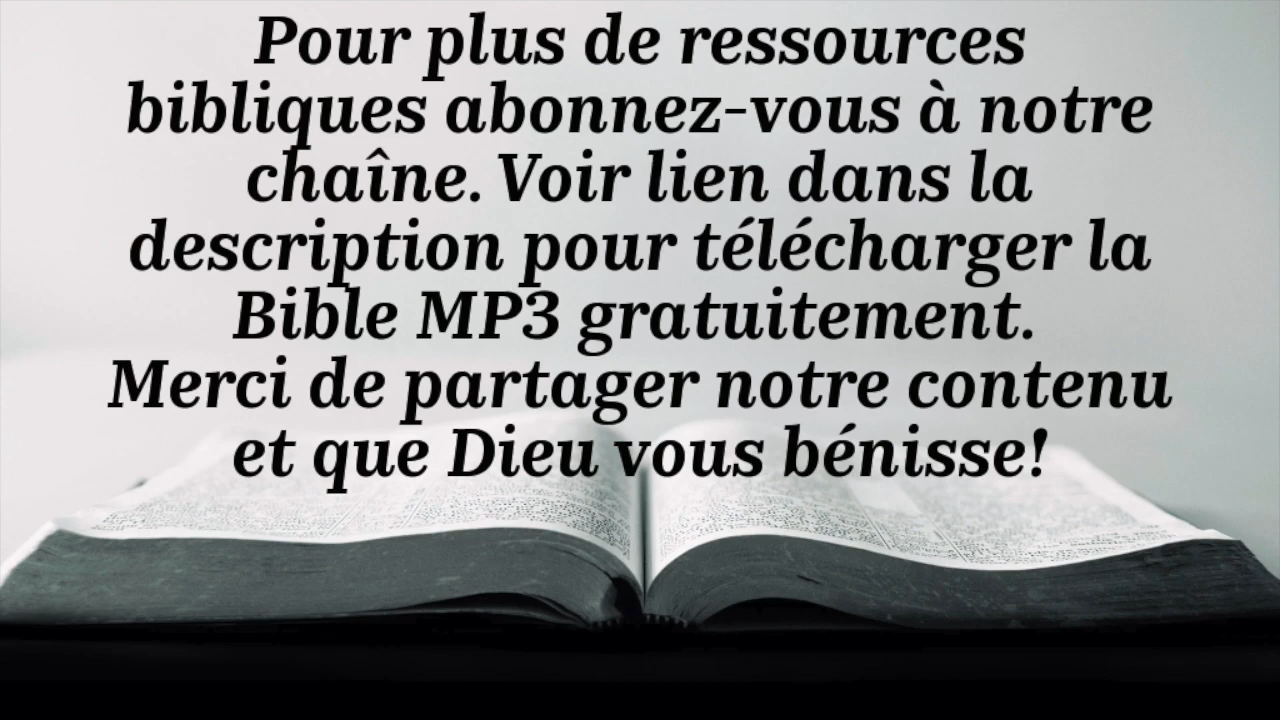 Pour plus de ressources
bibliques abonnez-vous à notre
chaîne. Voir lien dans la
description pour télécharger la
Bible MP3 gratuitement.
Merci de partager notre contenu
et que Dieu vous bénisse!